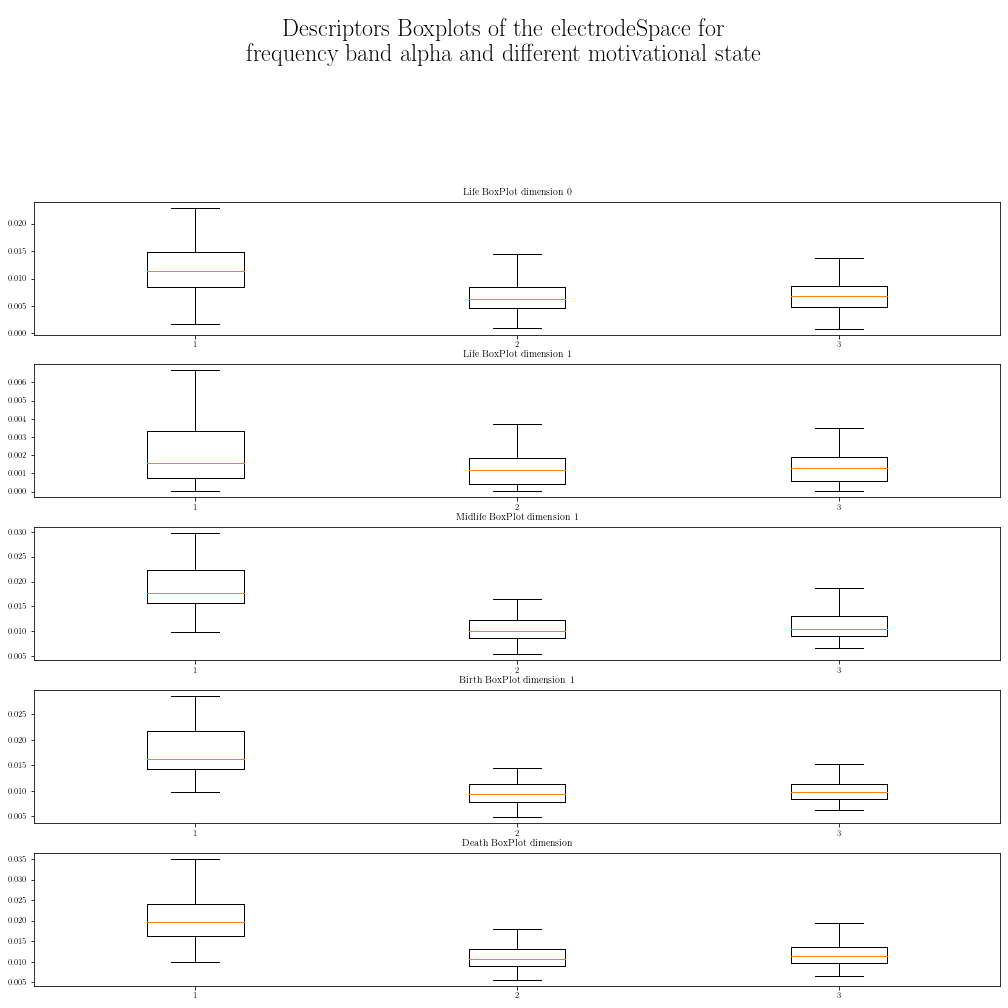 Descriptors Boxplots of the electrodeSpace for
frequency band alpha and different motivational state
Life BoxPlot dimension 0
0.020
0.015
0.010
0.005
0.000
1 2 3
Life BoxPlot dimension 1
0.006
0.005
0.004
0.003
0.002
0.001
0.000
1 2 3
Midlife BoxPlot dimension 1
0.030
0.025
0.020
0.015
0.010
0.005
1 2 3
Birth BoxPlot dimension 1
0.025
0.020
0.015
0.010
0.005
1 2 3
Death BoxPlot dimension
0.035
0.030
0.025
0.020
0.015
0.010
0.005
1 2 3